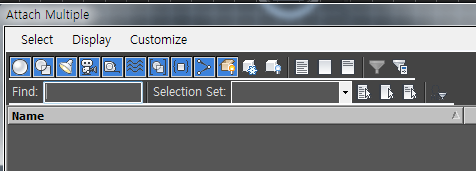 Attach Multiple
Select Display Customize
Find: Selection Set:
Name